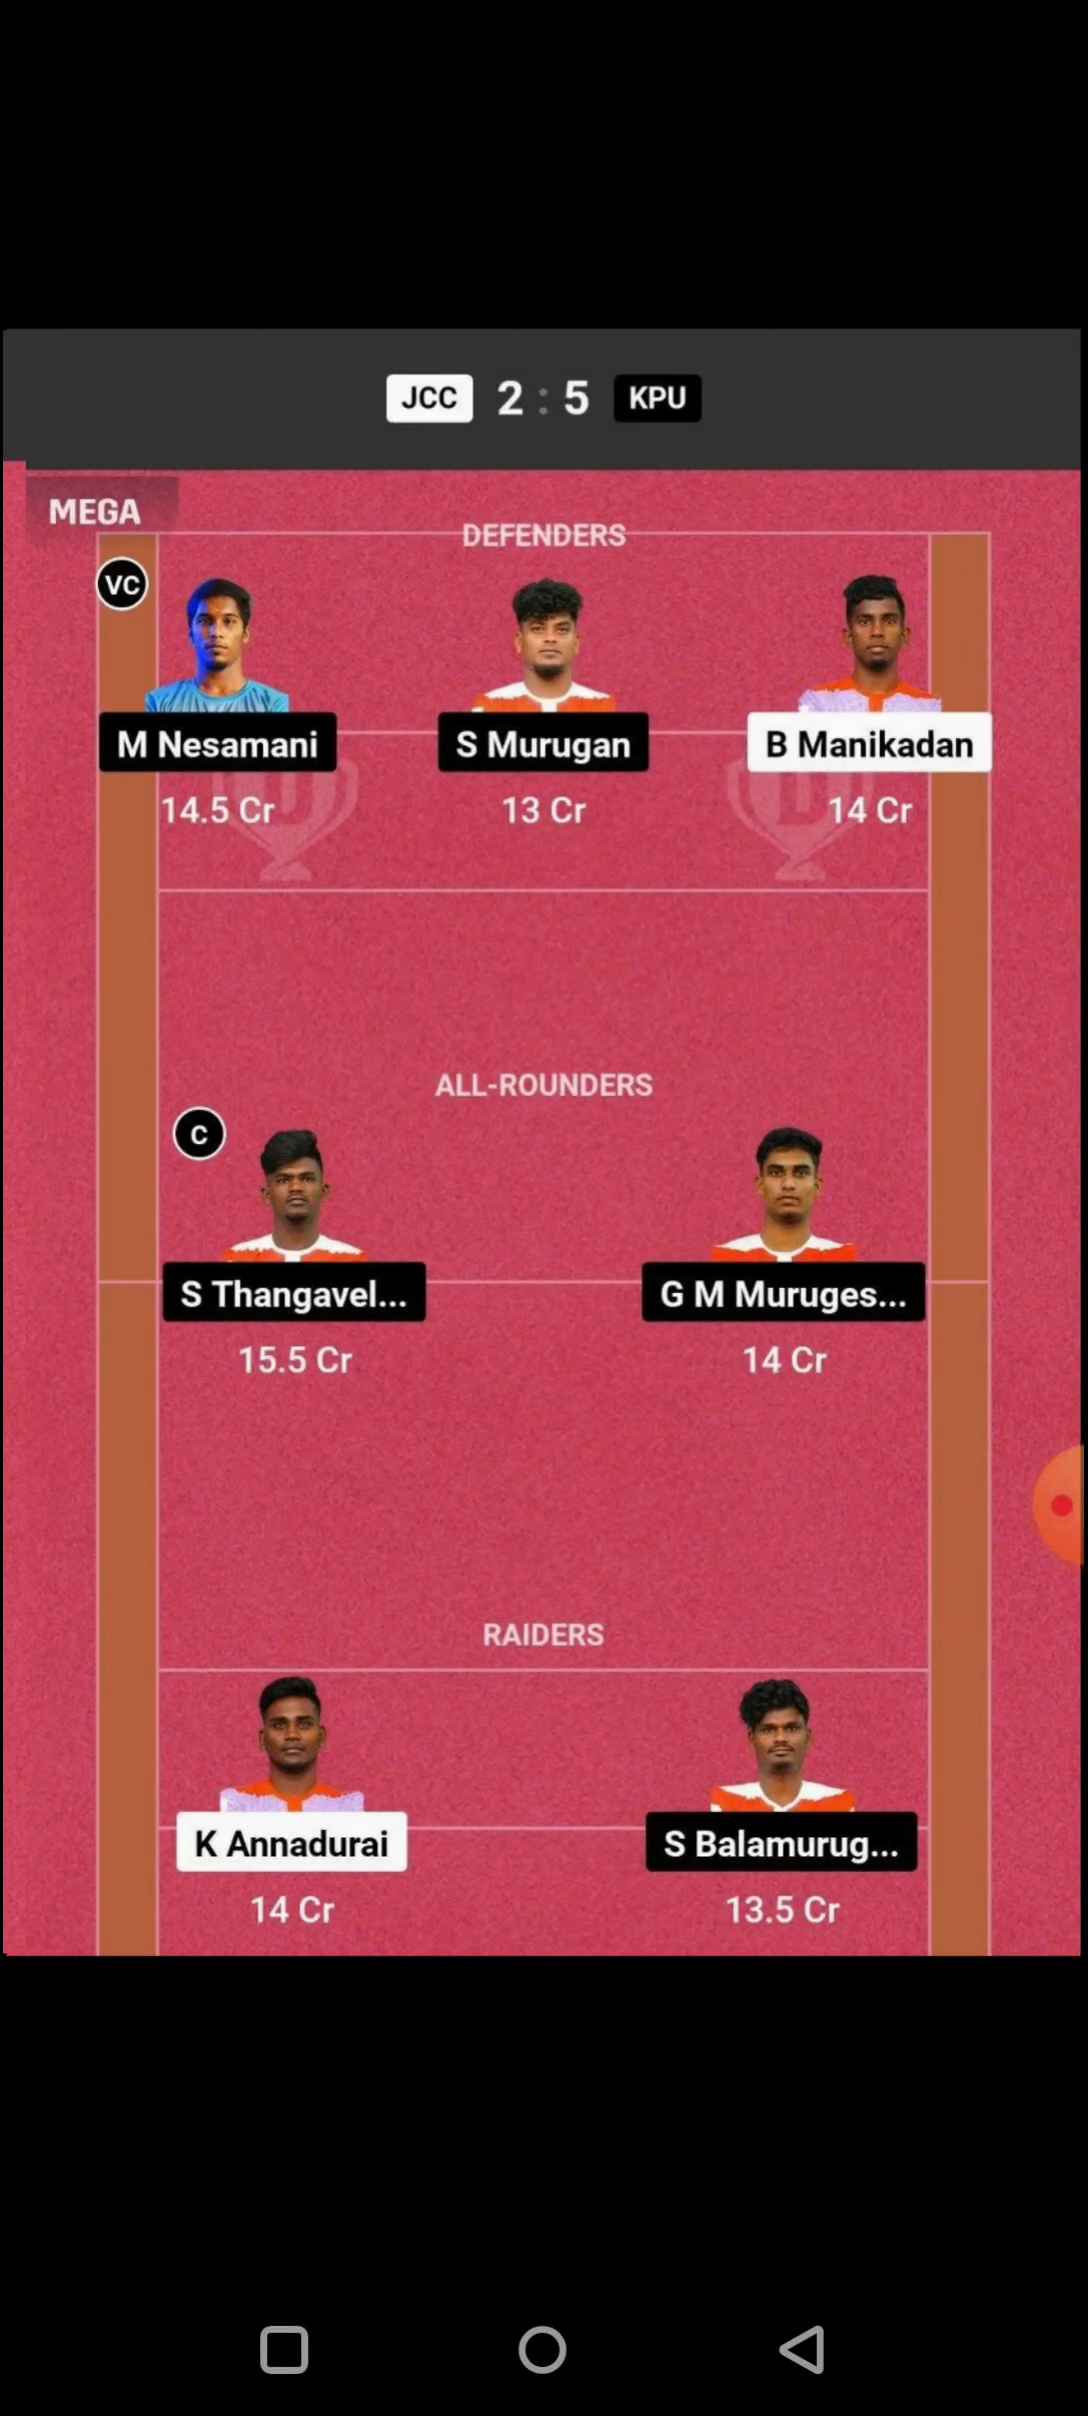 JCC 2 : 5 KPU
MEGA
DEFENDERS
VC
M Nesamani S Murugan B Manikadan
14.5 Cr 13 Cr 14 Cr
ALL-ROUNDERS
C
S Thangavel... G M Muruges...
15.5 Cr 14 Cr
RAIDERS
K Annadurai S Balamurug...
14 Cr 13.5 Cr